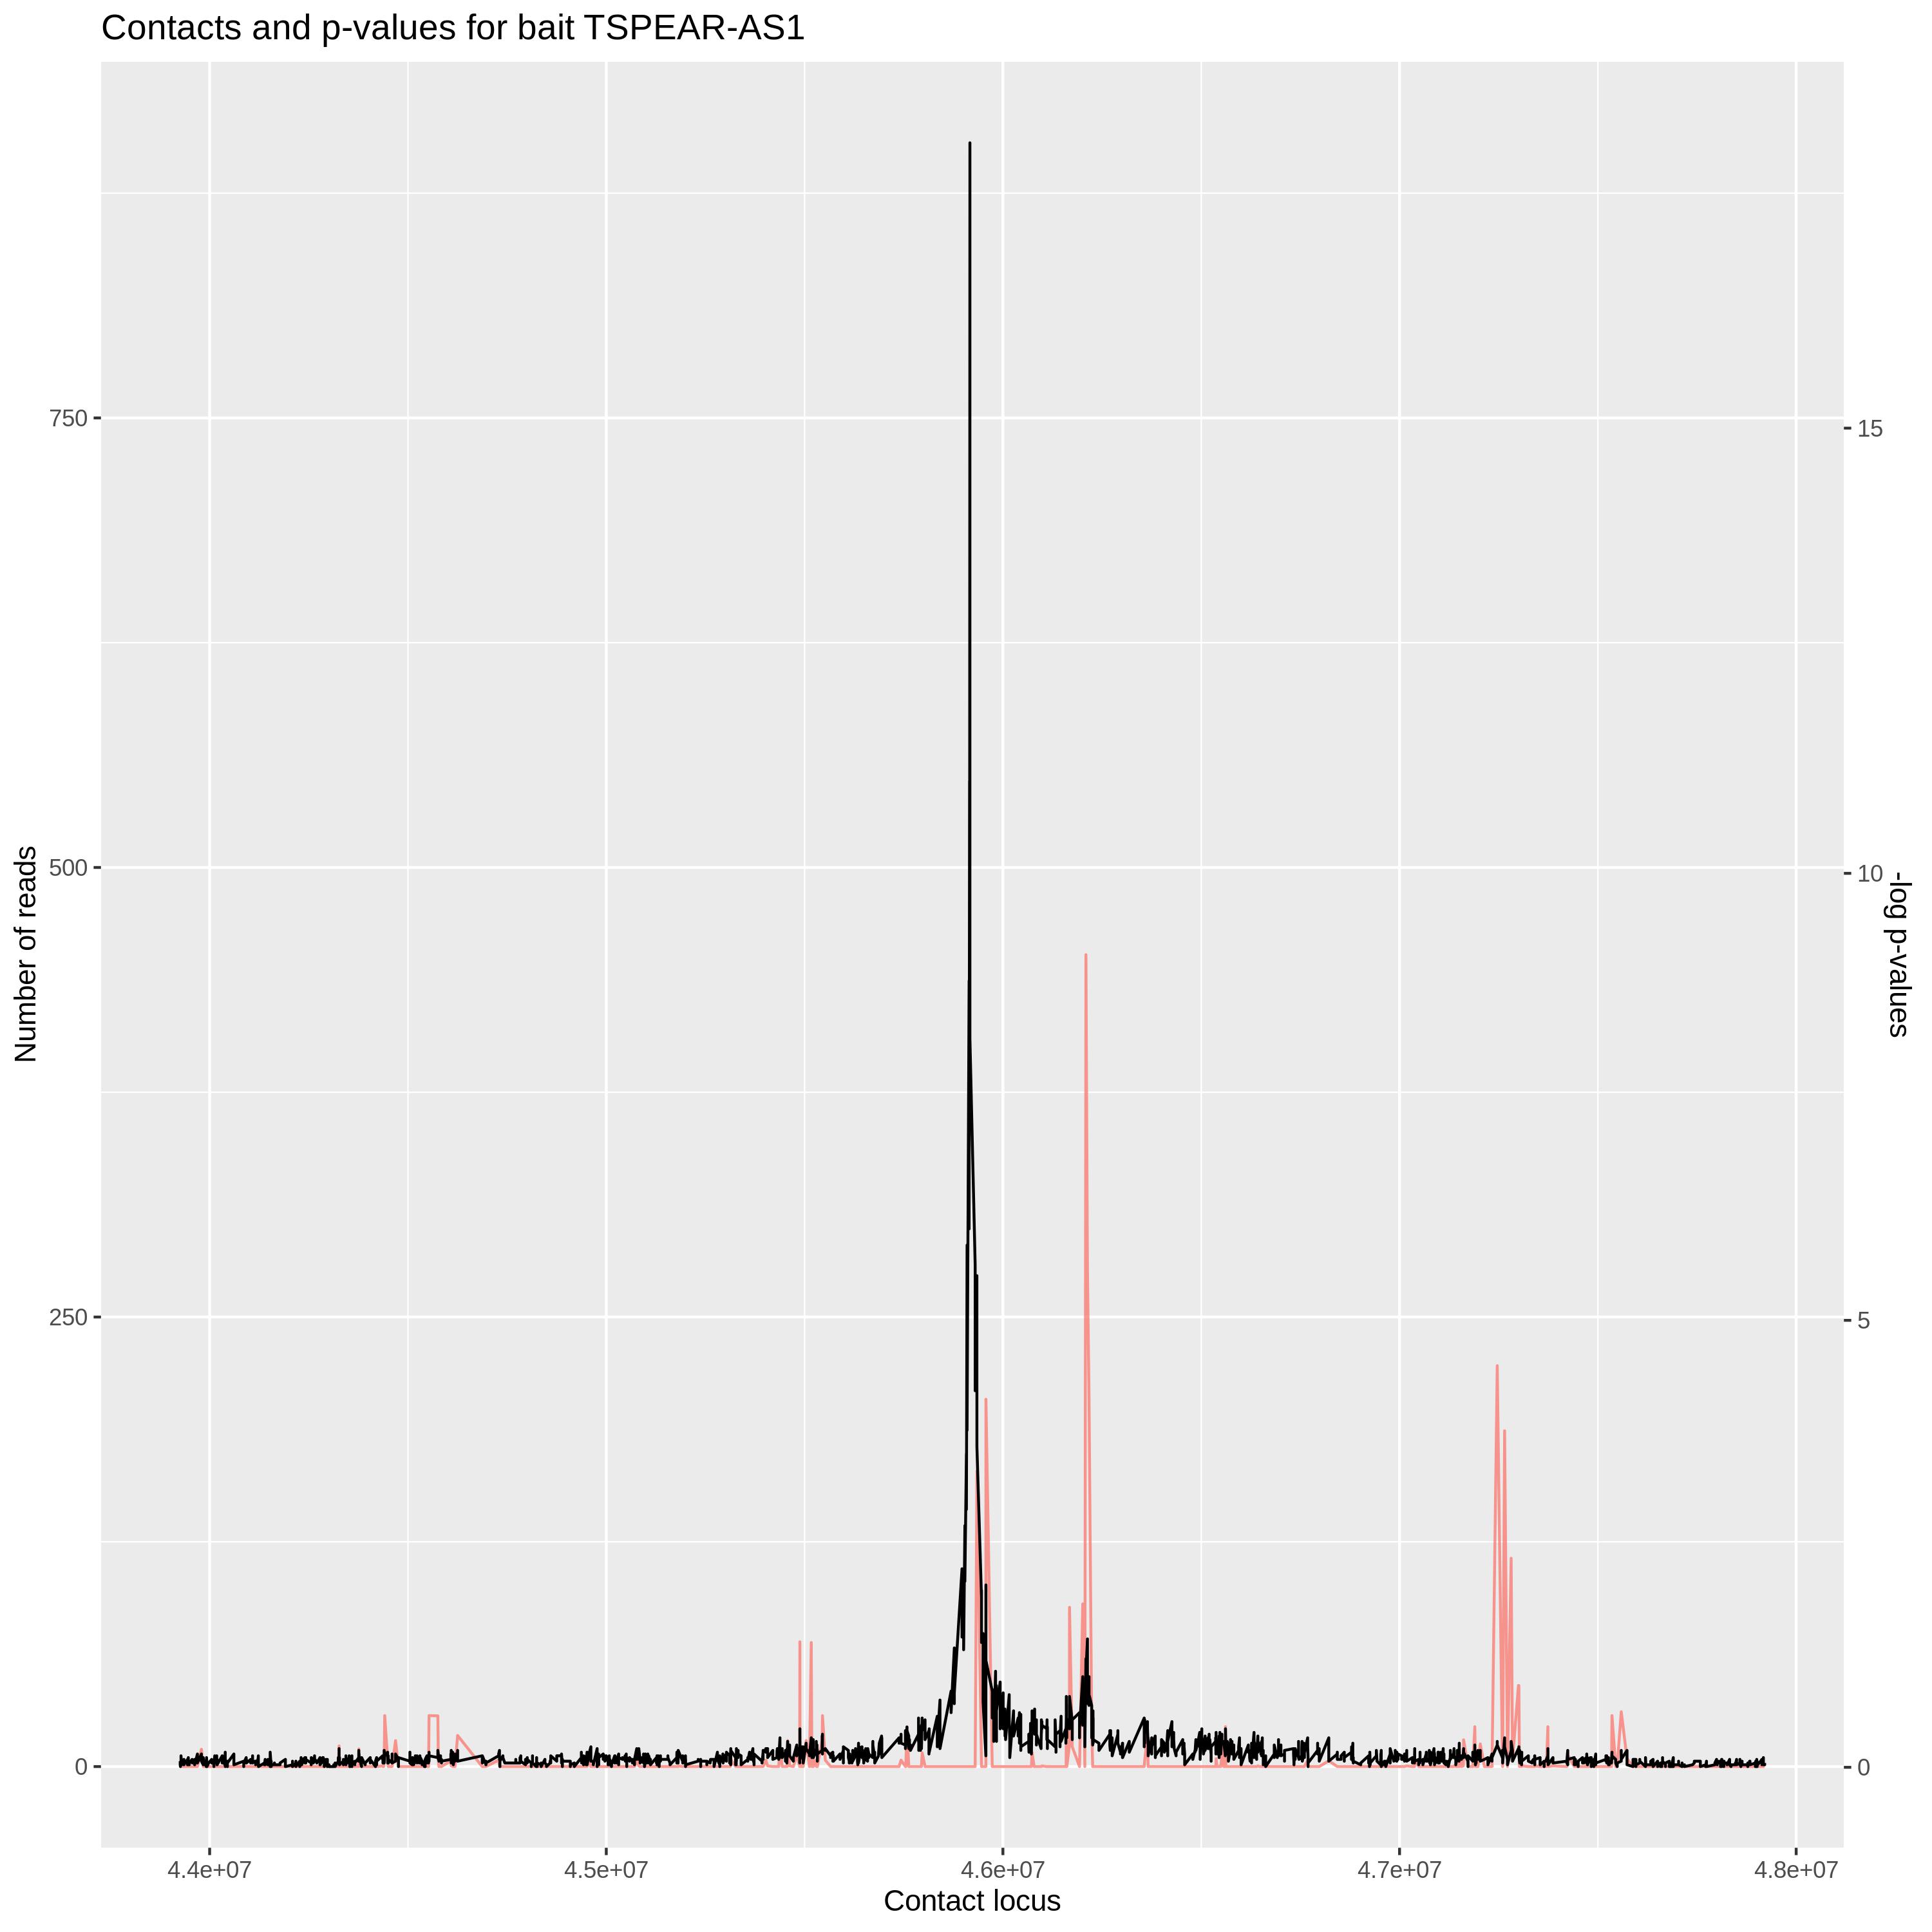 Contacts and p-values for bait TSPEAR-AS1
Number of reads
750
500
250
0
15
10
5
0
-log p-values
4.4e+07
4.5e+07
4.6e+07
4.7e+07
4.8e+07
Contact locus